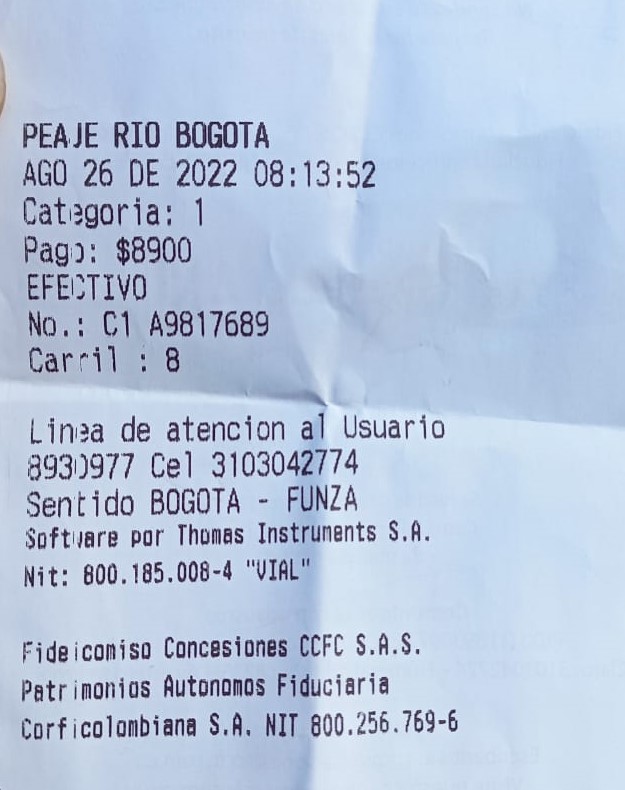 PEAJE RIO BOGOTA
AGO 26 DE 2022 08:13:52
Categoria: 1
Pago: $8900
EFECTIVO
No.: C1 A9817689
Carril : 8
Linea de atencion al Usuario
8930977 Cel 3103042774
Sentido BOGOTA - FUNZA
Software por Thomas Instruments S.A.
Nit: 800.185.008-4 "VIAL"
Fideicomiso Concesiones CCFC S.A.S.
Patrimonios Autonomos Fiduciaria
Corficolombiana S.A. NIT 800.256.769-6